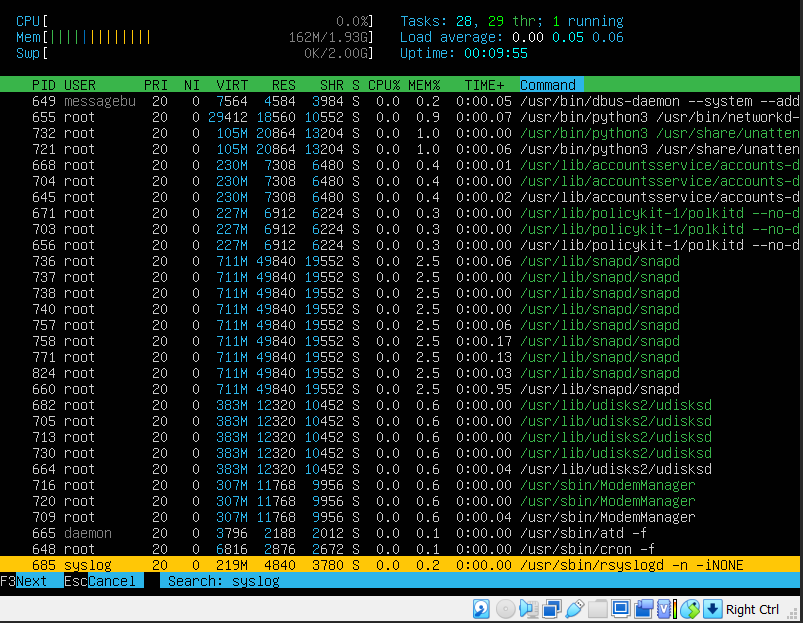 CPU[ 0.0%] Tasks: 28, 29 thr; 1 running
Mem[||||||||||||| 162M/1.93G] Load average: 0.00 0.05 0.06
Swp[ 0K/2.00G] Uptime: 00:09:55
PID USER PRI NI VIRT RES SHR S CPU% MEM% TIME+ Command
649 messagebu 20 0 7564 4584 3984 S 0.0 0.2 0:00.05 /usr/bin/dbus-daemon --system --add
655 root 20 0 29412 18560 10552 S 0.0 0.9 0:00.07 /usr/bin/python3 /usr/bin/networkd-
732 root 20 0 105M 20864 13204 S 0.0 1.0 0:00.00 /usr/bin/python3 /usr/share/unatten
721 root 20 0 105M 20864 13204 S 0.0 1.0 0:00.06 /usr/bin/python3 /usr/share/unatten
668 root 20 0 230M 7308 6480 S 0.0 0.4 0:00.01 /usr/lib/accountsservice/accounts-d
704 root 20 0 230M 7308 6480 S 0.0 0.4 0:00.00 /usr/lib/accountsservice/accounts-d
645 root 20 0 230M 7308 6480 S 0.0 0.4 0:00.02 /usr/lib/accountsservice/accounts-d
671 root 20 0 227M 6912 6224 S 0.0 0.3 0:00.00 /usr/lib/policykit-1/polkitd --no-d
703 root 20 0 227M 6912 6224 S 0.0 0.3 0:00.00 /usr/lib/policykit-1/polkitd --no-d
656 root 20 0 227M 6912 6224 S 0.0 0.3 0:00.00 /usr/lib/policykit-1/polkitd --no-d
736 root 20 0 711M 49840 19552 S 0.0 2.5 0:00.06 /usr/lib/snapd/snapd
737 root 20 0 711M 49840 19552 S 0.0 2.5 0:00.00 /usr/lib/snapd/snapd
738 root 20 0 711M 49840 19552 S 0.0 2.5 0:00.00 /usr/lib/snapd/snapd
740 root 20 0 711M 49840 19552 S 0.0 2.5 0:00.00 /usr/lib/snapd/snapd
757 root 20 0 711M 49840 19552 S 0.0 2.5 0:00.06 /usr/lib/snapd/snapd
758 root 20 0 711M 49840 19552 S 0.0 2.5 0:00.17 /usr/lib/snapd/snapd
771 root 20 0 711M 49840 19552 S 0.0 2.5 0:00.13 /usr/lib/snapd/snapd
824 root 20 0 711M 49840 19552 S 0.0 2.5 0:00.03 /usr/lib/snapd/snapd
660 root 20 0 711M 49840 19552 S 0.0 2.5 0:00.95 /usr/lib/snapd/snapd
682 root 20 0 383M 12320 10452 S 0.0 0.6 0:00.00 /usr/lib/udisks2/udisksd
705 root 20 0 383M 12320 10452 S 0.0 0.6 0:00.00 /usr/lib/udisks2/udisksd
713 root 20 0 383M 12320 10452 S 0.0 0.6 0:00.00 /usr/lib/udisks2/udisksd
730 root 20 0 383M 12320 10452 S 0.0 0.6 0:00.00 /usr/lib/udisks2/udisksd
664 root 20 0 383M 12320 10452 S 0.0 0.6 0:00.04 /usr/lib/udisks2/udisksd
716 root 20 0 307M 11768 9956 S 0.0 0.6 0:00.00 /usr/sbin/ModemManager
720 root 20 0 307M 11768 9956 S 0.0 0.6 0:00.00 /usr/sbin/ModemManager
709 root 20 0 307M 11768 9956 S 0.0 0.6 0:00.04 /usr/sbin/ModemManager
665 daemon 20 0 3796 2188 2012 S 0.0 0.1 0:00.00 /usr/sbin/atd -f
648 root 20 0 6816 2876 2672 S 0.0 0.1 0:00.00 /usr/sbin/cron -f
685 syslog 20 0 219M 4840 3780 S 0.0 0.2 0:00.00 /usr/sbin/rsyslogd -n -iNONE
F3Next EscCancel Search: syslog
Right Ctrl